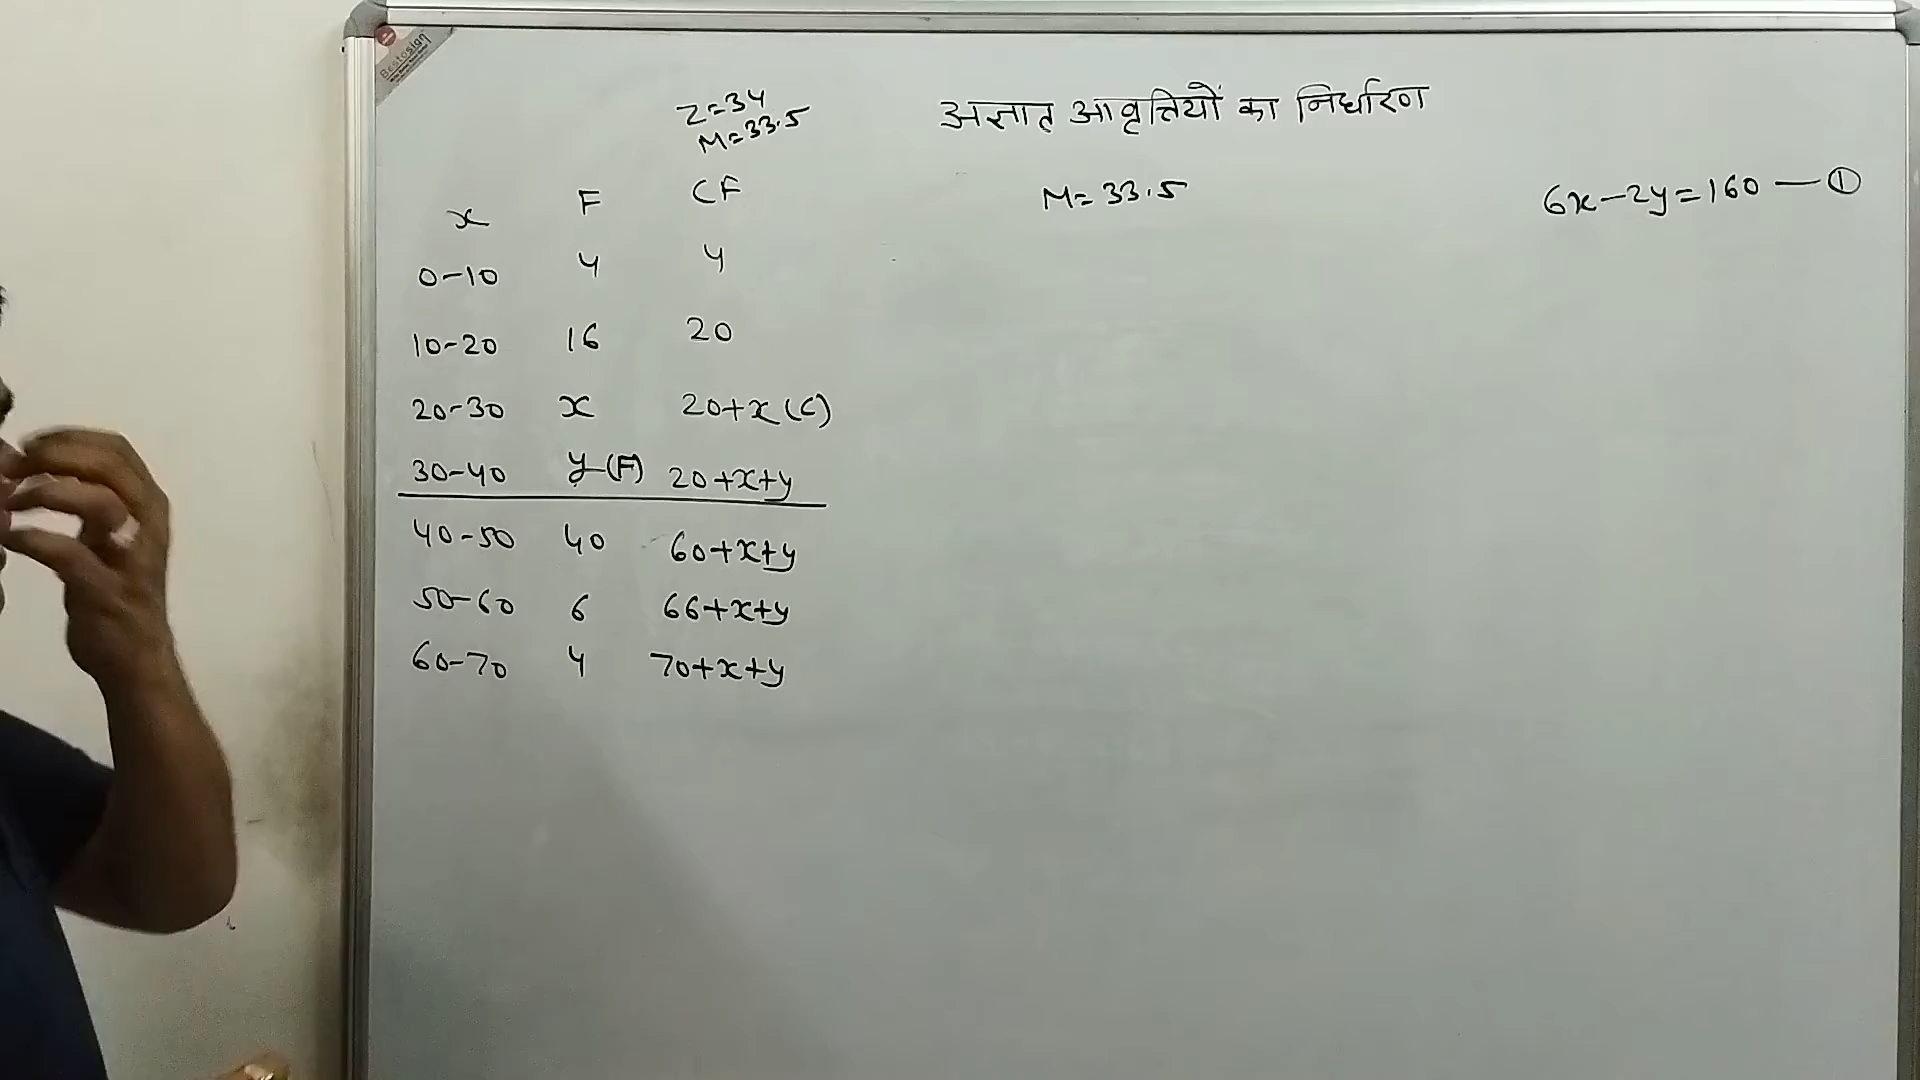 Bestosign
Z=34
M=33.5
अज्ञात आवृत्तियों का निर्धारण
M=33.5
6x-2y=160 — ①
x F CF
0-10 4 4
10-20 16 20
20-30 x 20+x (C)
30-40 y (F) 20+x+y
40-50 40 60+x+y
50-60 6 66+x+y
60-70 4 70+x+y